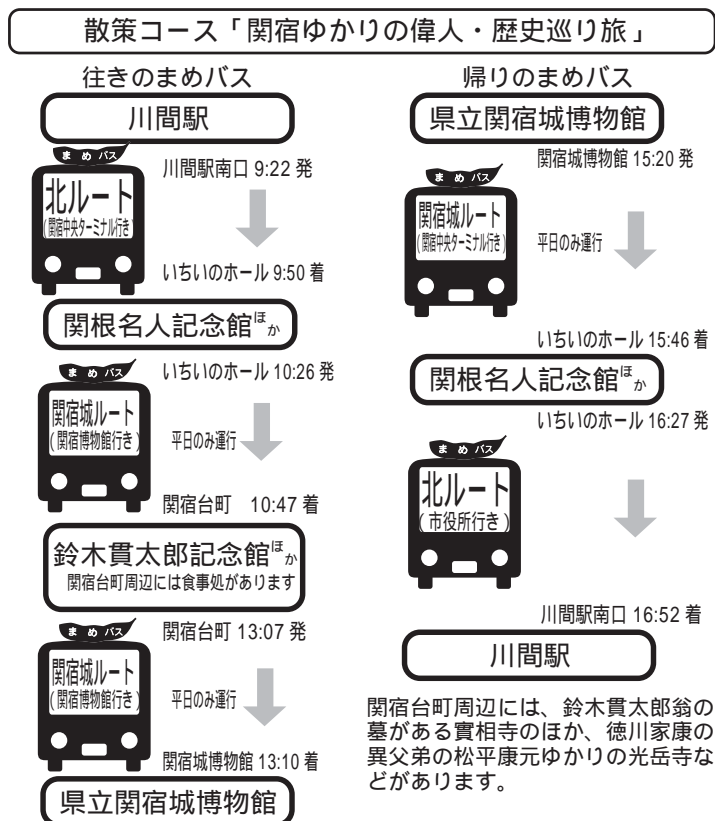 散策コース「関宿ゆかりの偉人・歴史巡り旅」
往きのまめバス
川間駅
まめバス
川間駅南口 9:22 発
北ルート
(関宿中央ターミナル行き)
いちいのホール 9:50 着
関根名人記念館ほか
まめバス
いちいのホール 10:26 発
関宿城ルート
(関宿博物館行き)
平日のみ運行
関宿台町 10:47 着
鈴木貫太郎記念館ほか
関宿台町周辺には食事処があります
まめバス
関宿台町 13:07 発
関宿城ルート
(関宿博物館行き)
平日のみ運行
関宿城博物館 13:10 着
県立関宿城博物館
帰りのまめバス
県立関宿城博物館
関宿城博物館 15:20 発
まめバス
関宿城ルート
(関宿中央ターミナル行き)
平日のみ運行
いちいのホール 15:46 着
関根名人記念館ほか
いちいのホール 16:27 発
まめバス
北ルート
(市役所行き)
川間駅南口 16:52 着
川間駅
関宿台町周辺には、鈴木貫太郎翁の
墓がある實相寺のほか、徳川家康の
異父弟の松平康元ゆかりの光岳寺な
どがあります。